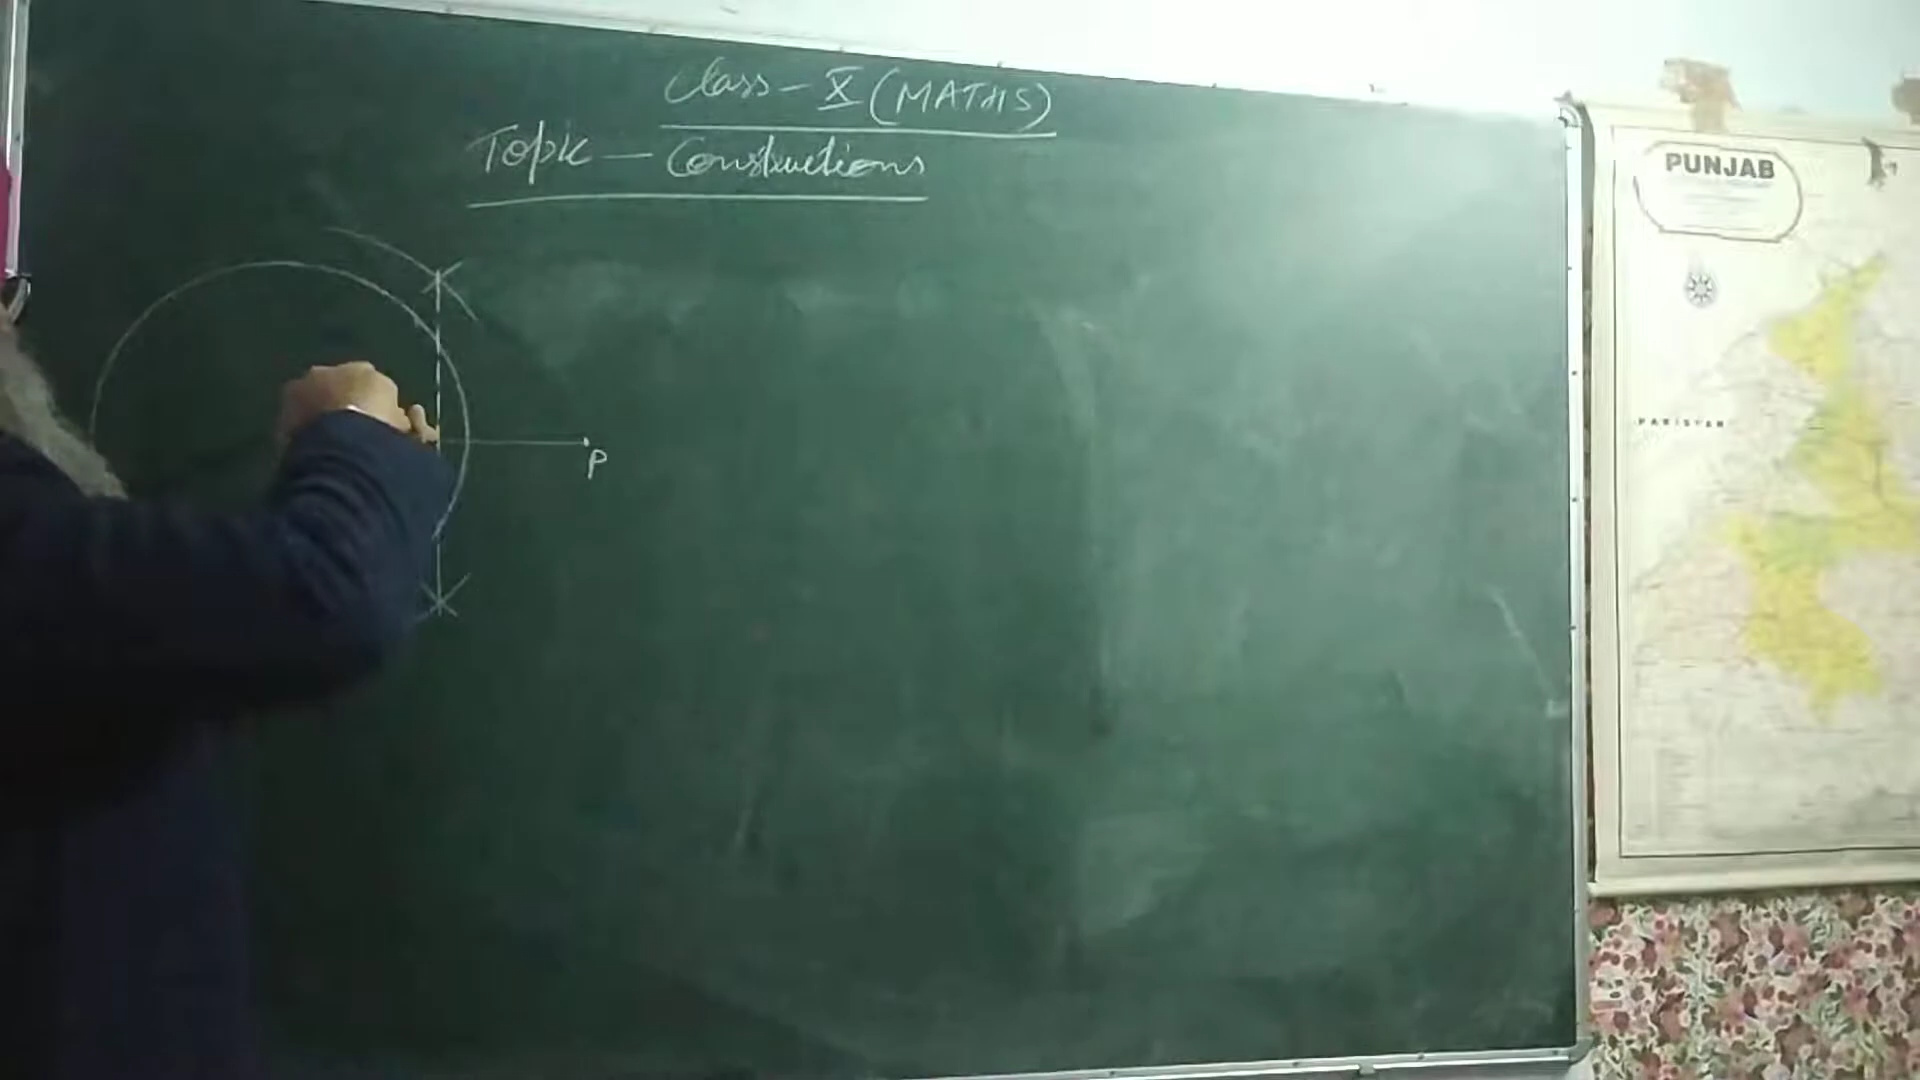 Class - X (MATHS)
Topic - Constructions
P
PUNJAB
PAKISTAN